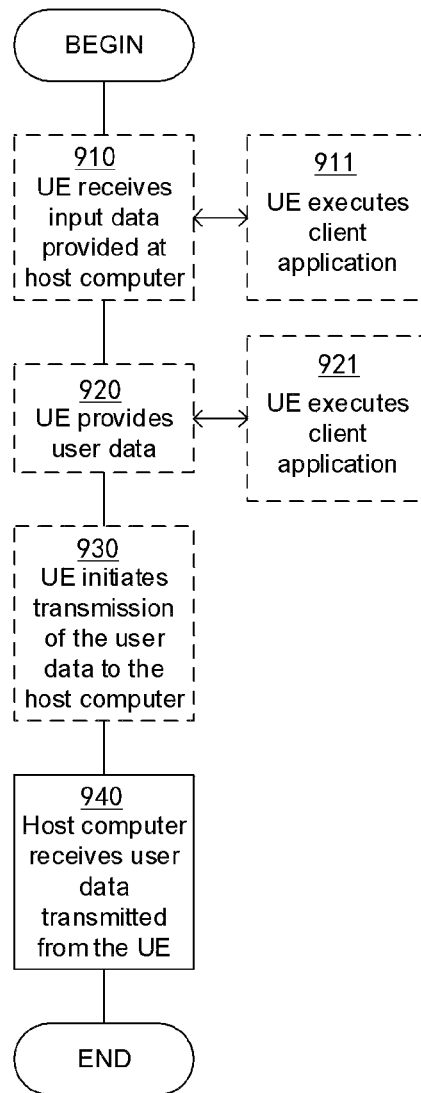 BEGIN
910
UE receives
input data
provided at
host computer
911
UE executes
client
application
920
UE provides
user data
921
UE executes
client
application
930
UE initiates
transmission
of the user
data to the
host computer
940
Host computer
receives user
data
transmitted
from the UE
END